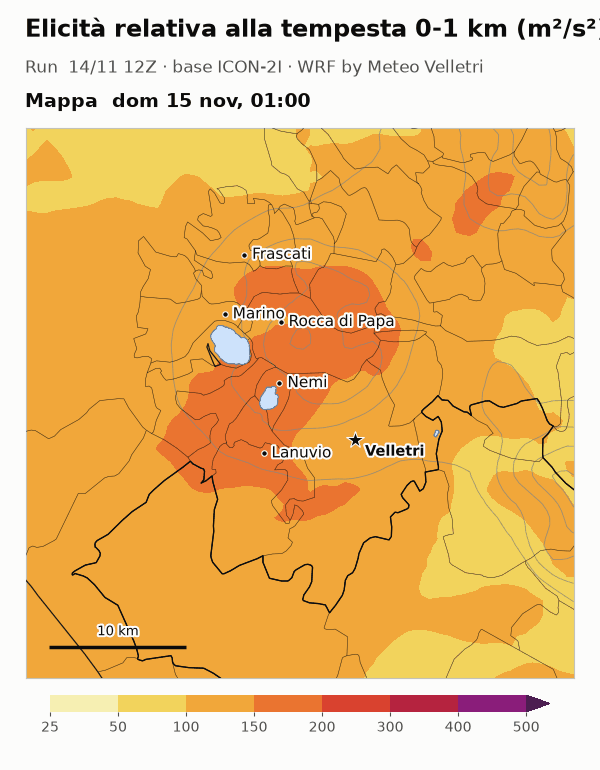 Elicità relativa alla tempesta 0-1 km (m²/s²)
Run  14/11 12Z · base ICON-2I · WRF by Meteo Velletri
Mappa  dom 15 nov, 01:00
Frascati
Marino
Rocca di Papa
Nemi
Velletri
Lanuvio
10 km
25 50 100 150 200 300 400 500